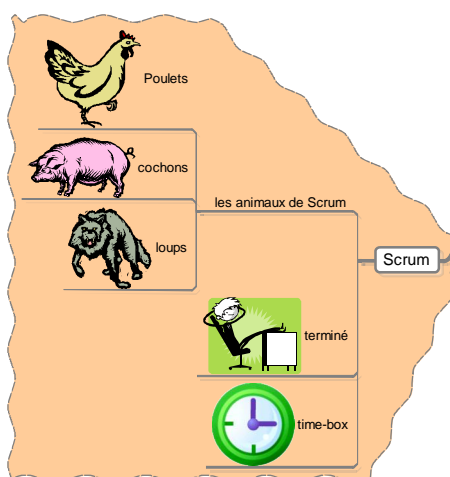 Poulets
cochons
les animaux de Scrum
loups
Scrum
terminé
time-box